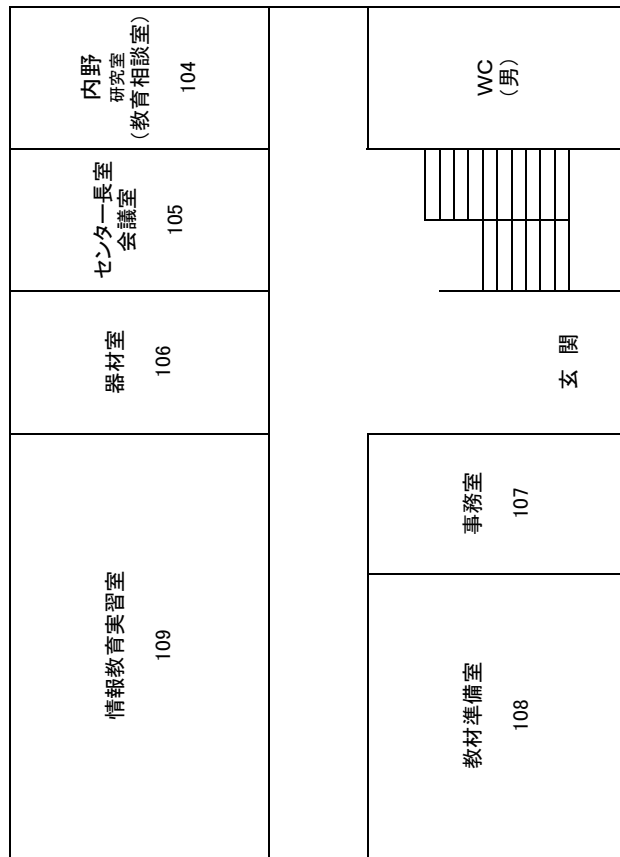 内野
研究室
（教育相談室）
104
センター長室
会議室
105
器材室
106
情報教育実習室
109
WC
（男）
玄 関
事務室
107
教材準備室
108